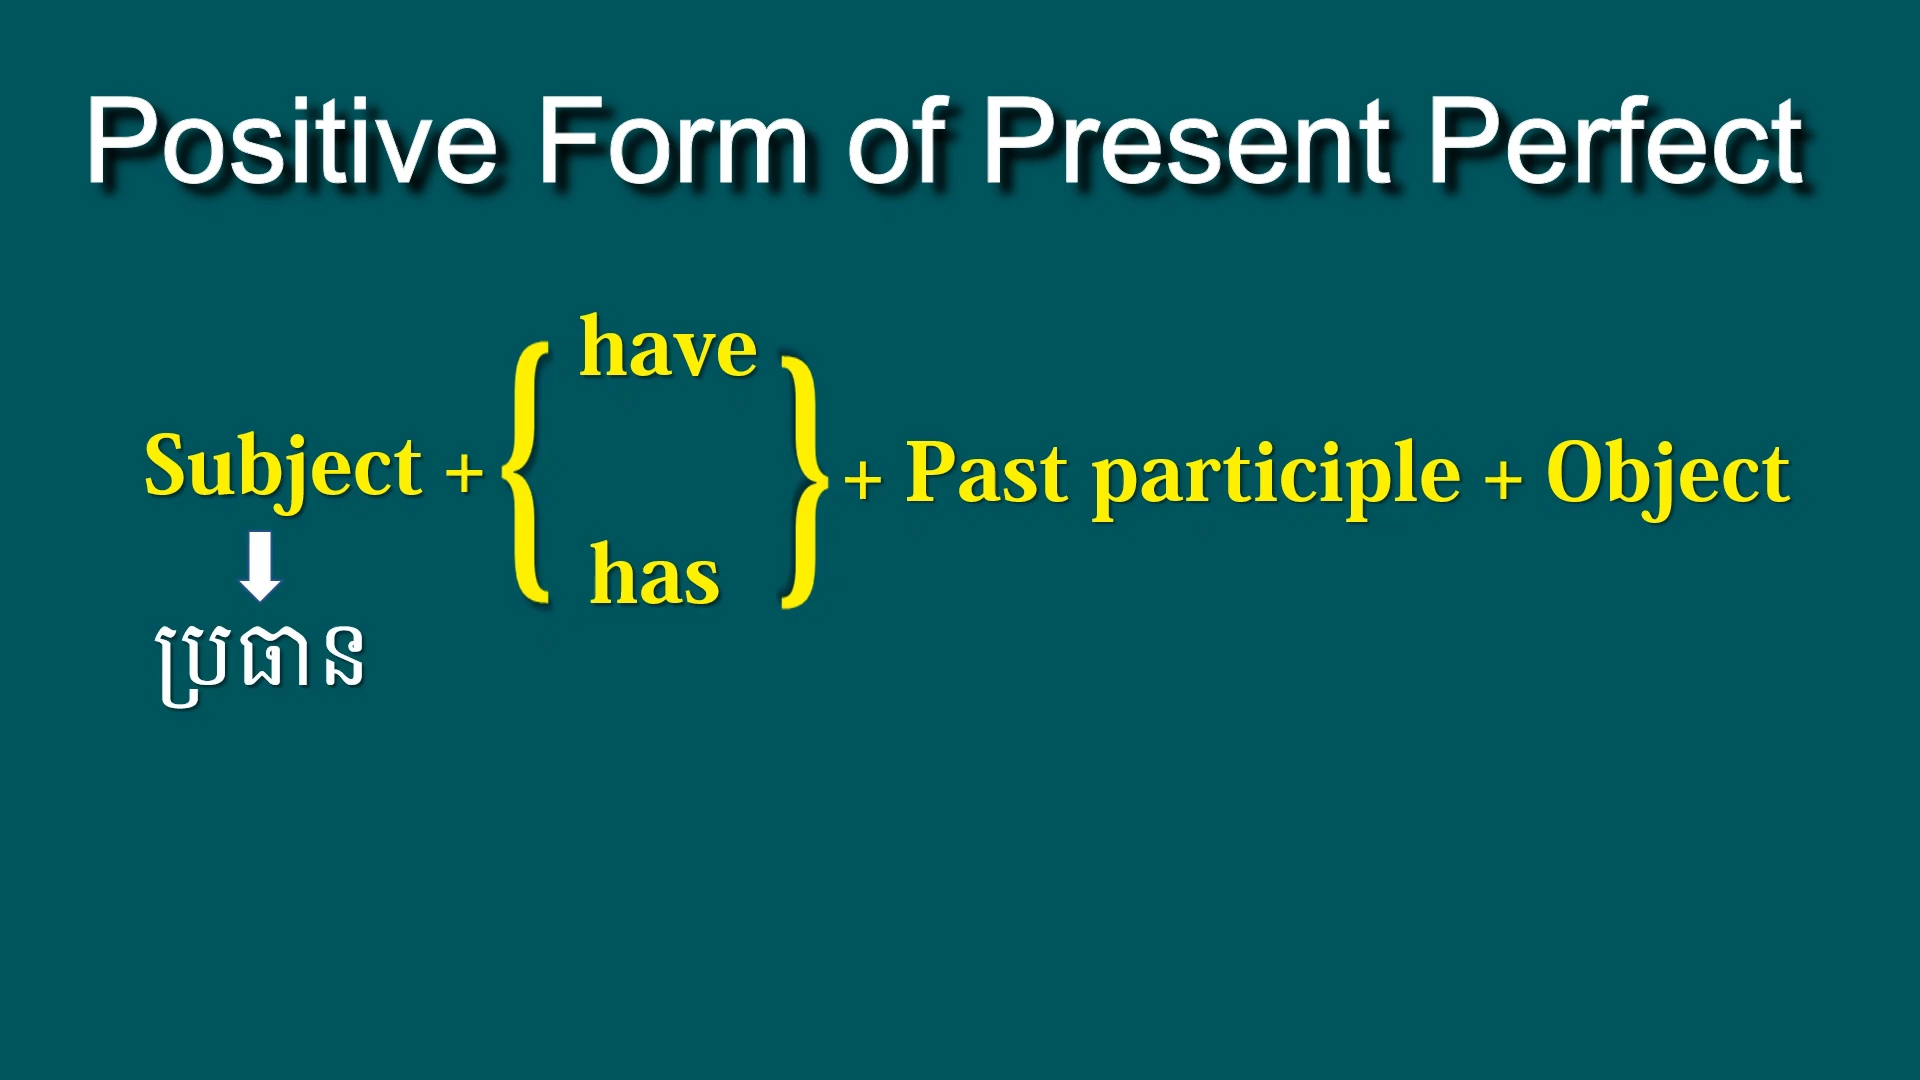 Positive Form of Present Perfect
have
Subject + { } + Past participle + Object
has
ប្រធាន